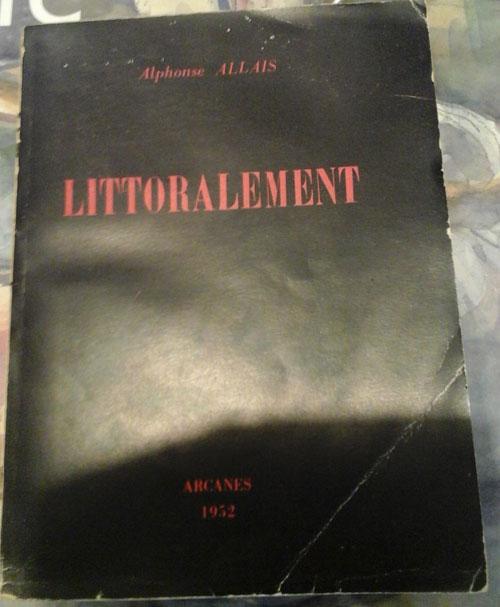 Alphonse ALLAIS
LITTORALEMENT
ARCANES
1952